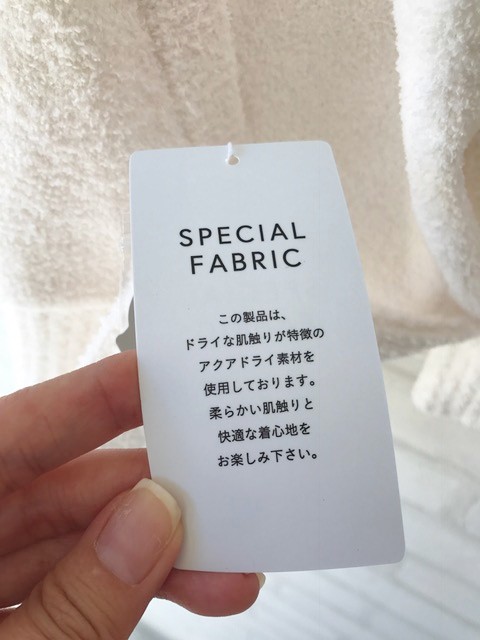 SPECIAL
FABRIC
この製品は、
ドライな肌触りが特徴の
アクアドライ素材を
使用しております。
柔らかい肌触りと
快適な着心地を
お楽しみ下さい。